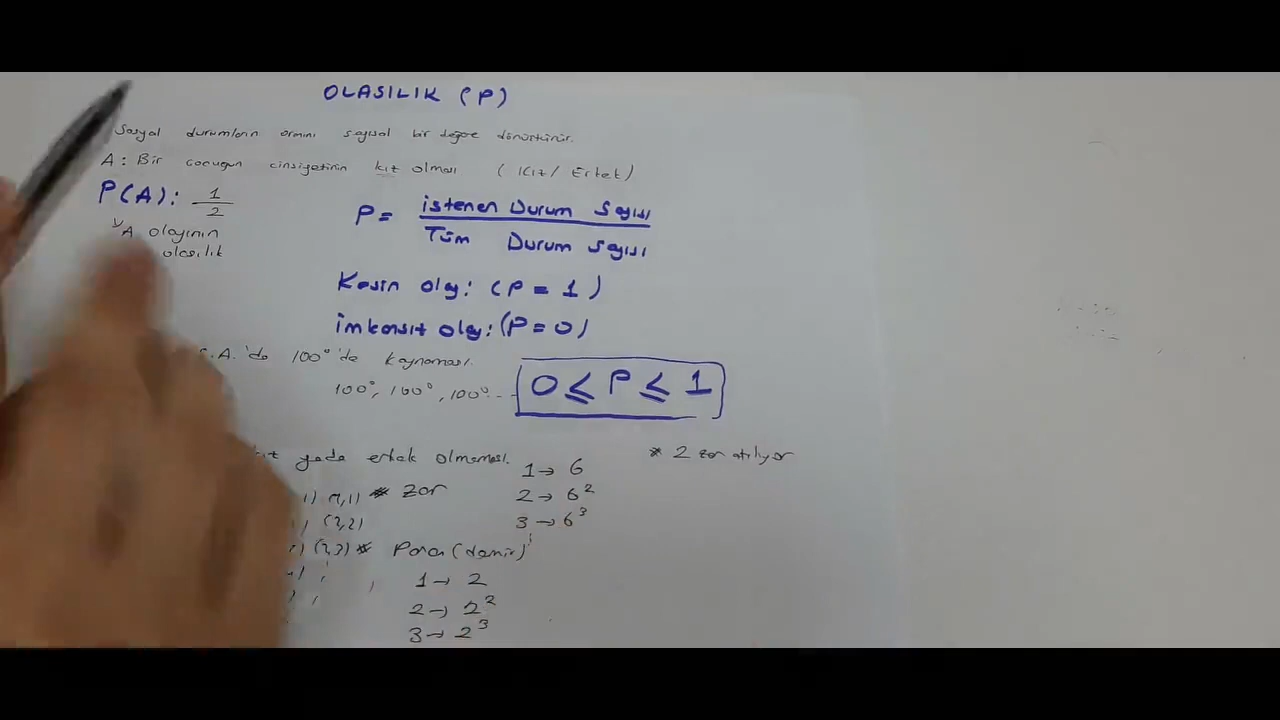 OLASILIK (P)
Sosyal durumların oranını sayısal bir değere dönüştürür.
A: Bir çocuğun cinsiyetinin kız olması (Kız/ Erkek)
P(A): 1/2
P= istenen Durum Sayısı
Tüm Durum Sayısı
A olayının
olasılık
Kesin olay: (P = 1)
imkansız olay: (P=0)
'da 100° 'de kaynaması.
100°, 100°, 100°...
0 ≤ P ≤ 1
yada erkek olmaması.
* 2 zar atılıyor
1→ 6
* Zar
2→ 6²
(2,2)
3→6³
* Para (demir)
1→ 2
2→ 2²
3→ 2³